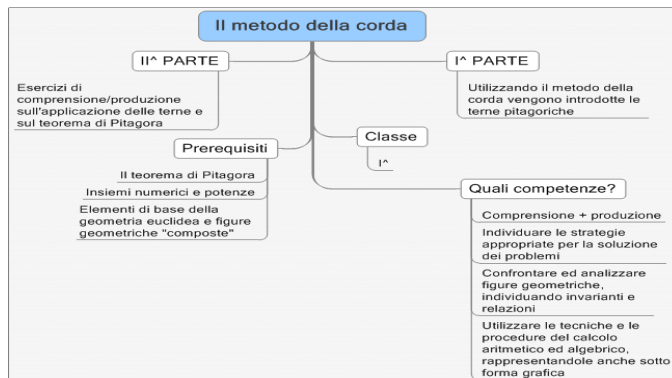 Il metodo della corda
II^ PARTE
Esercizi di
comprensione/produzione
sull'applicazione delle terne e
sul teorema di Pitagora
I^ PARTE
Utilizzando il metodo della
corda vengono introdotte le
terne pitagoriche
Prerequisiti
Il teorema di Pitagora
Insiemi numerici e potenze
Elementi di base della
geometria euclidea e figure
geometriche "composte"
Classe
I^
Quali competenze?
Comprensione + produzione
Individuare le strategie
appropriate per la soluzione
dei problemi
Confrontare ed analizzare
figure geometriche,
individuando invarianti e
relazioni
Utilizzare le tecniche e le
procedure del calcolo
aritmetico ed algebrico,
rappresentandole anche sotto
forma grafica